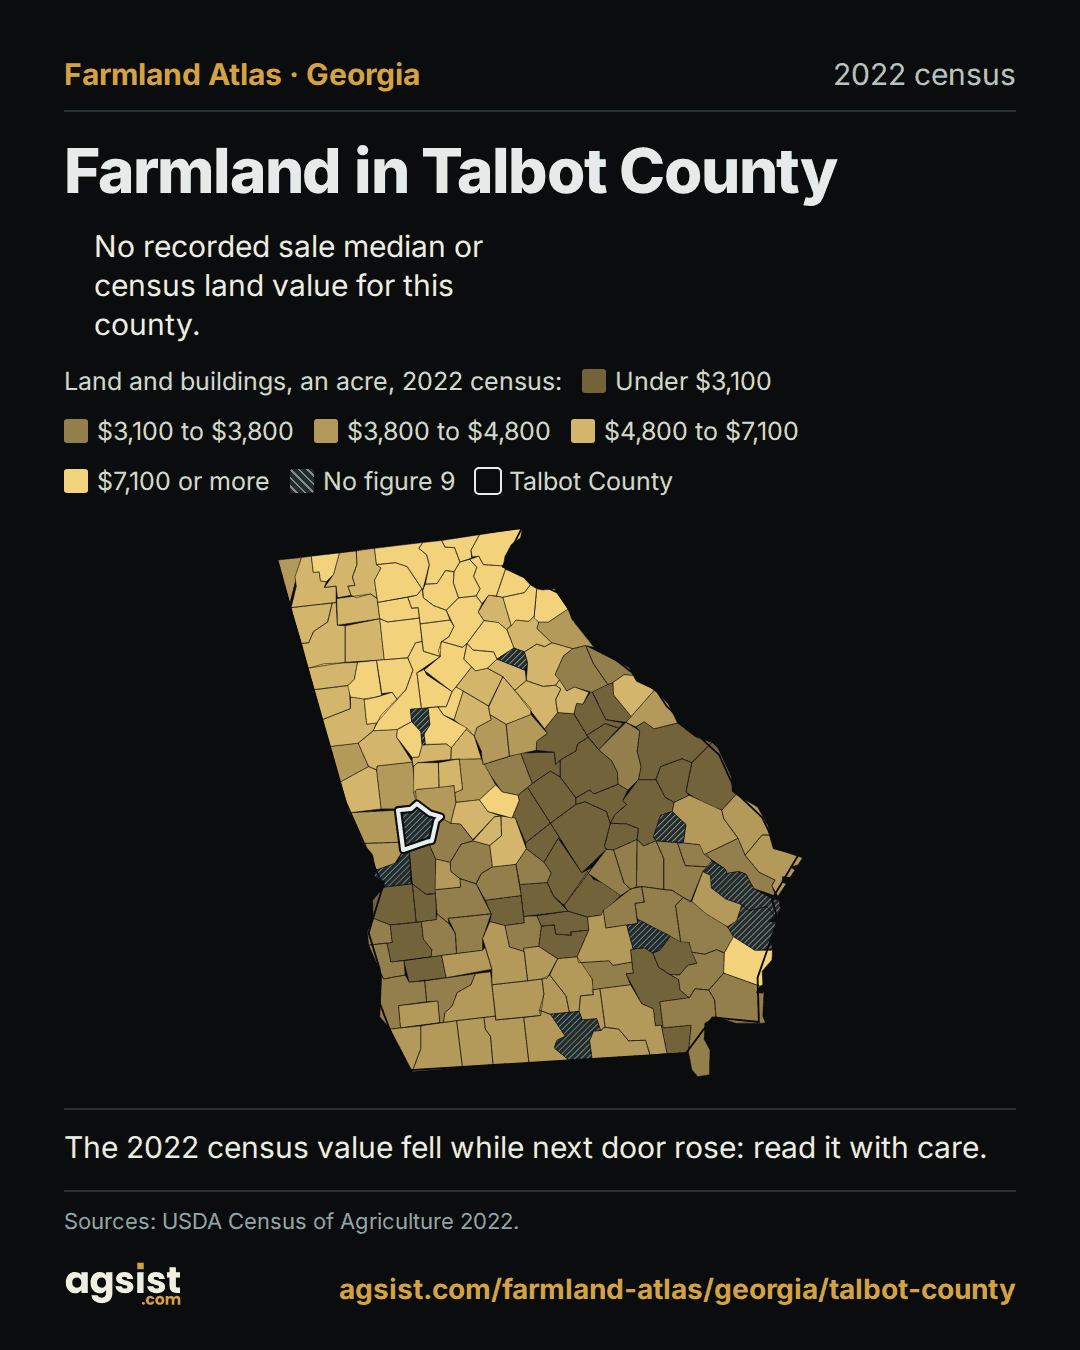 Farmland Atlas · Georgia
2022 census
Farmland in Talbot County
No recorded sale median or
census land value for this
county.
Land and buildings, an acre, 2022 census: Under $3,100
$3,100 to $3,800 $3,800 to $4,800 $4,800 to $7,100
$7,100 or more No figure 9 Talbot County
The 2022 census value fell while next door rose: read it with care.
Sources: USDA Census of Agriculture 2022.
agsist
.com
agsist.com/farmland-atlas/georgia/talbot-county